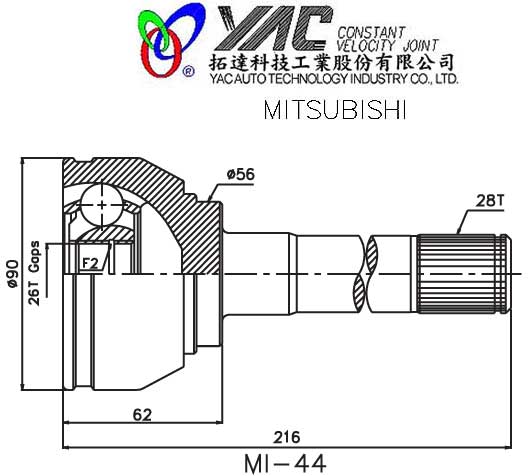 YAC CONSTANT
VELOCITY JOINT
®
拓達科技工業股份有限公司
YAC AUTO TECHNOLOGY INDUSTRY CO., LTD.
MITSUBISHI
ø56
28T
ø90
26T Gaps
F2
62
216
MI-44